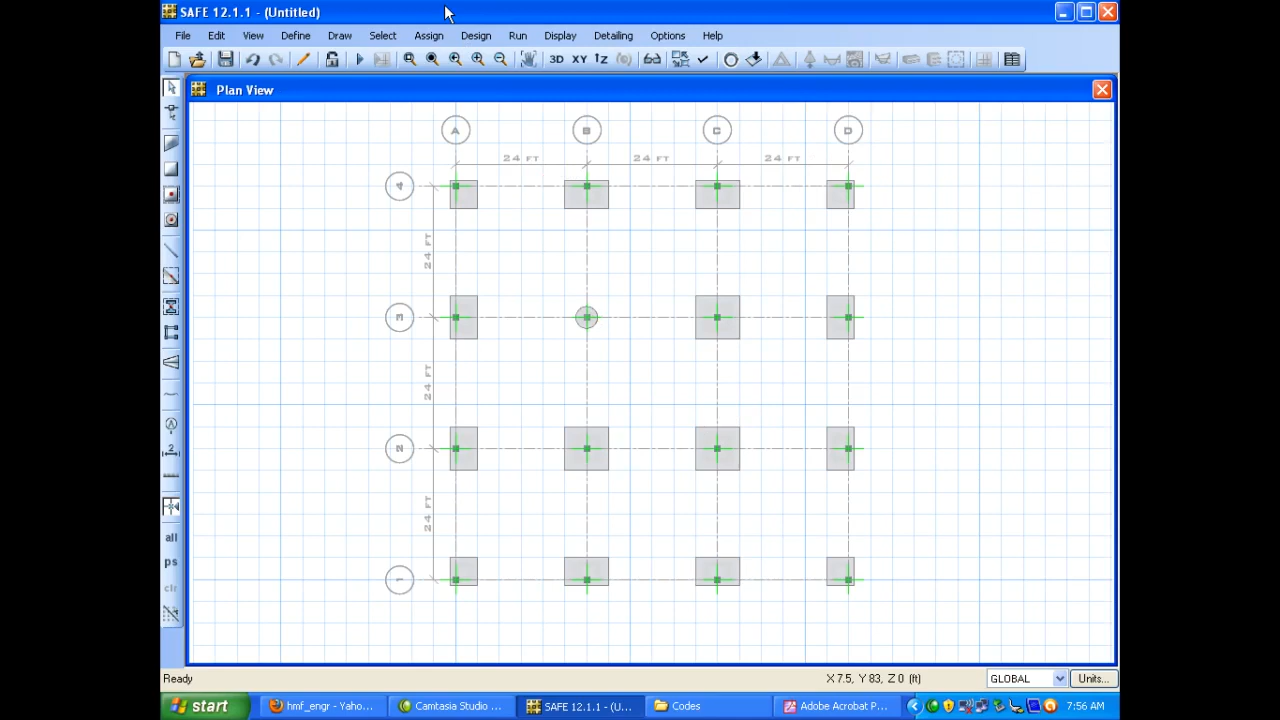 SAFE 12.1.1 - (Untitled)
File Edit View Define Draw Select Assign Design Run Display Detailing Options Help
3D XY
Plan View
A B C D
24 FT 24 FT 24 FT
4
24 FT
3
24 FT
2
24 FT
1
all
ps
clr
Ready X 7.5, Y 83, Z 0 (ft) GLOBAL Units...
start hmf_engr - Yaho... Camtasia Studio ... SAFE 12.1.1 - (U... Codes Adobe Acrobat P... 7:56 AM